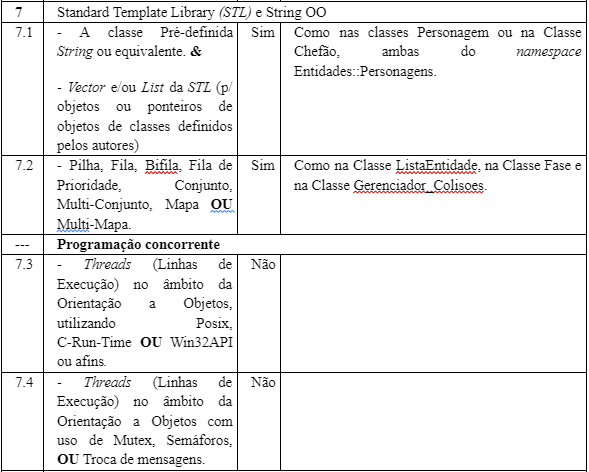 7 Standard Template Library (STL) e String OO
7.1 - A classe Pré-definida Sim Como nas classes Personagem ou na Classe
String ou equivalente. & Chefão, ambas do namespace
Entidades::Personagens.
- Vector e/ou List da STL (p/
objetos ou ponteiros de
objetos de classes definidos
pelos autores)
7.2 - Pilha, Fila, Bifila, Fila de Sim Como na Classe ListaEntidade, na Classe Fase e
Prioridade, Conjunto, na Classe Gerenciador_Colisoes.
Multi-Conjunto, Mapa OU
Multi-Mapa.
--- Programação concorrente
7.3 - Threads (Linhas de Não
Execução) no âmbito da
Orientação a Objetos,
utilizando Posix,
C-Run-Time OU Win32API
ou afins.
7.4 - Threads (Linhas de Não
Execução) no âmbito da
Orientação a Objetos com
uso de Mutex, Semáforos,
OU Troca de mensagens.